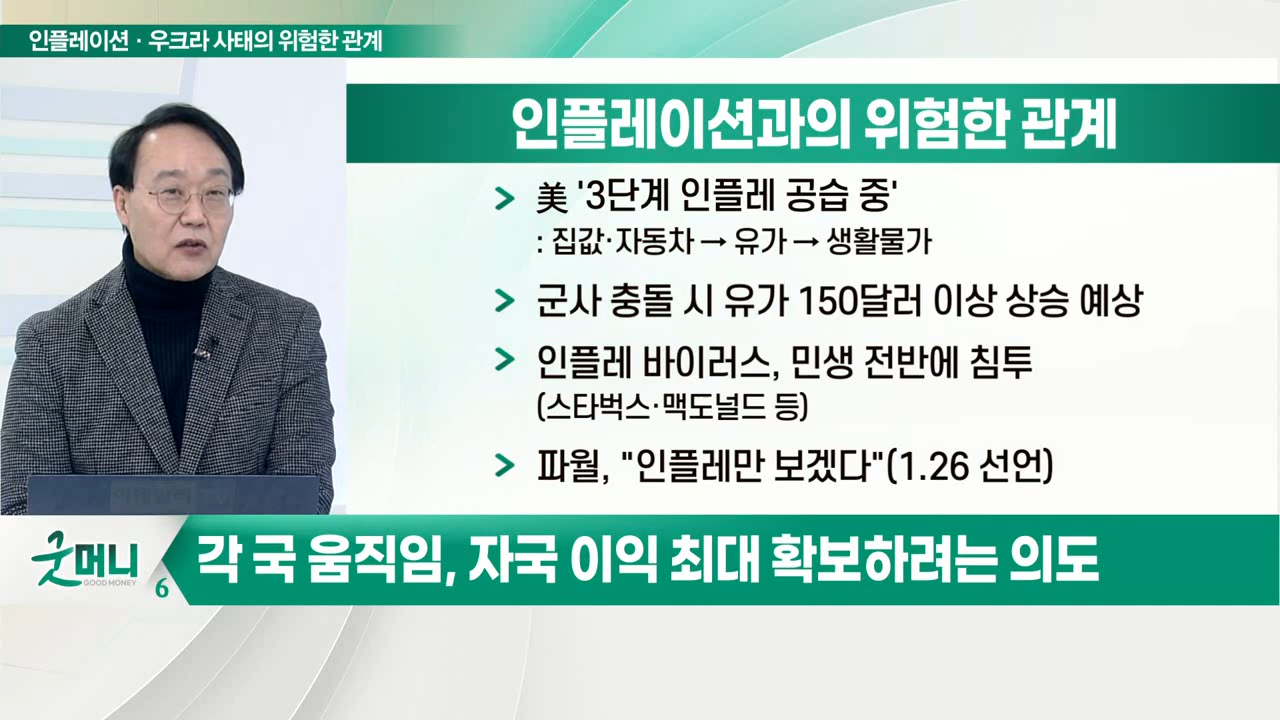 인플레이션 · 우크라 사태의 위험한 관계
인플레이션과의 위험한 관계
美 '3단계 인플레 공습 중'
: 집값·자동차 → 유가 → 생활물가
군사 충돌 시 유가 150달러 이상 상승 예상
인플레 바이러스, 민생 전반에 침투
(스타벅스·맥도널드 등)
파월, "인플레만 보겠다"(1.26 선언)
굿머니
GOOD MONEY
6
각 국 움직임, 자국 이익 최대 확보하려는 의도